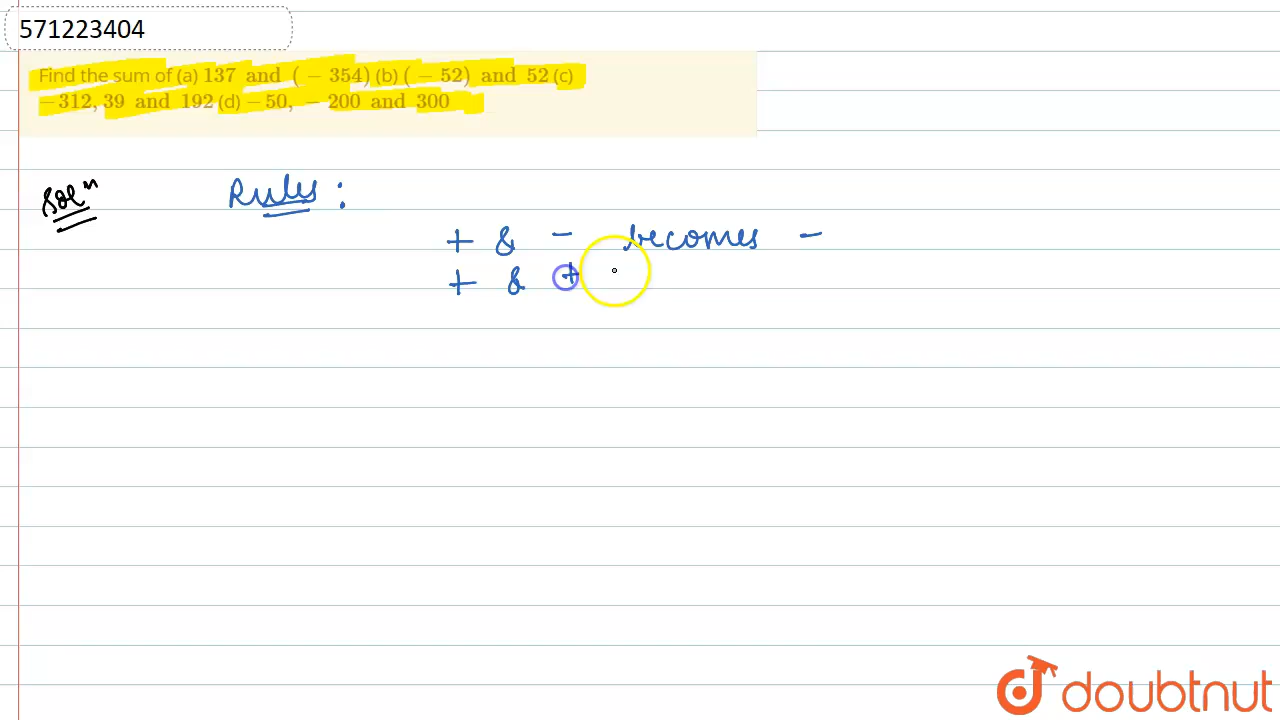 571223404
Find the sum of (a) 137 and (−354) (b) (−52) and 52 (c)
−312, 39 and 192 (d) −50, −200 and 300
Solⁿ
Rules:
+ & − becomes −
+ & +
doubtnut